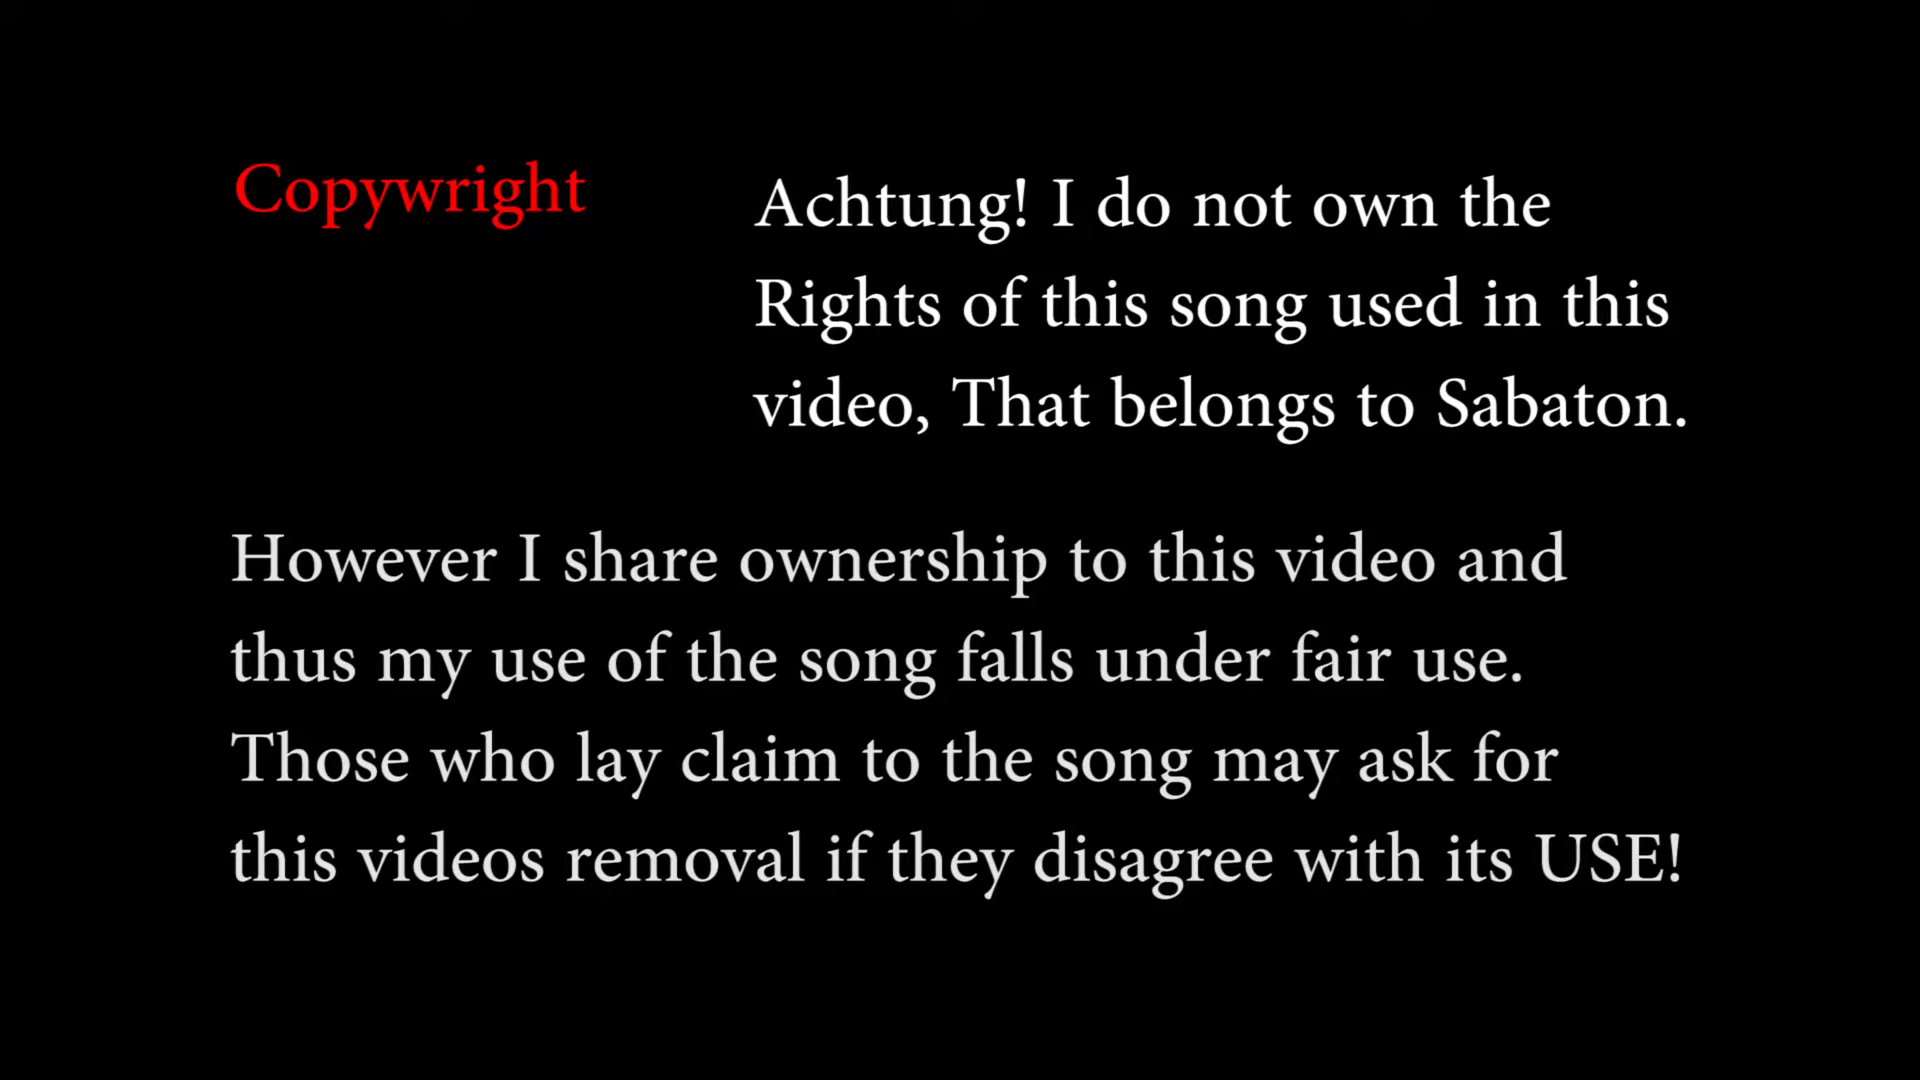 Copywright
Achtung! I do not own the
Rights of this song used in this
video, That belongs to Sabaton.
However I share ownership to this video and
thus my use of the song falls under fair use.
Those who lay claim to the song may ask for
this videos removal if they disagree with its USE!